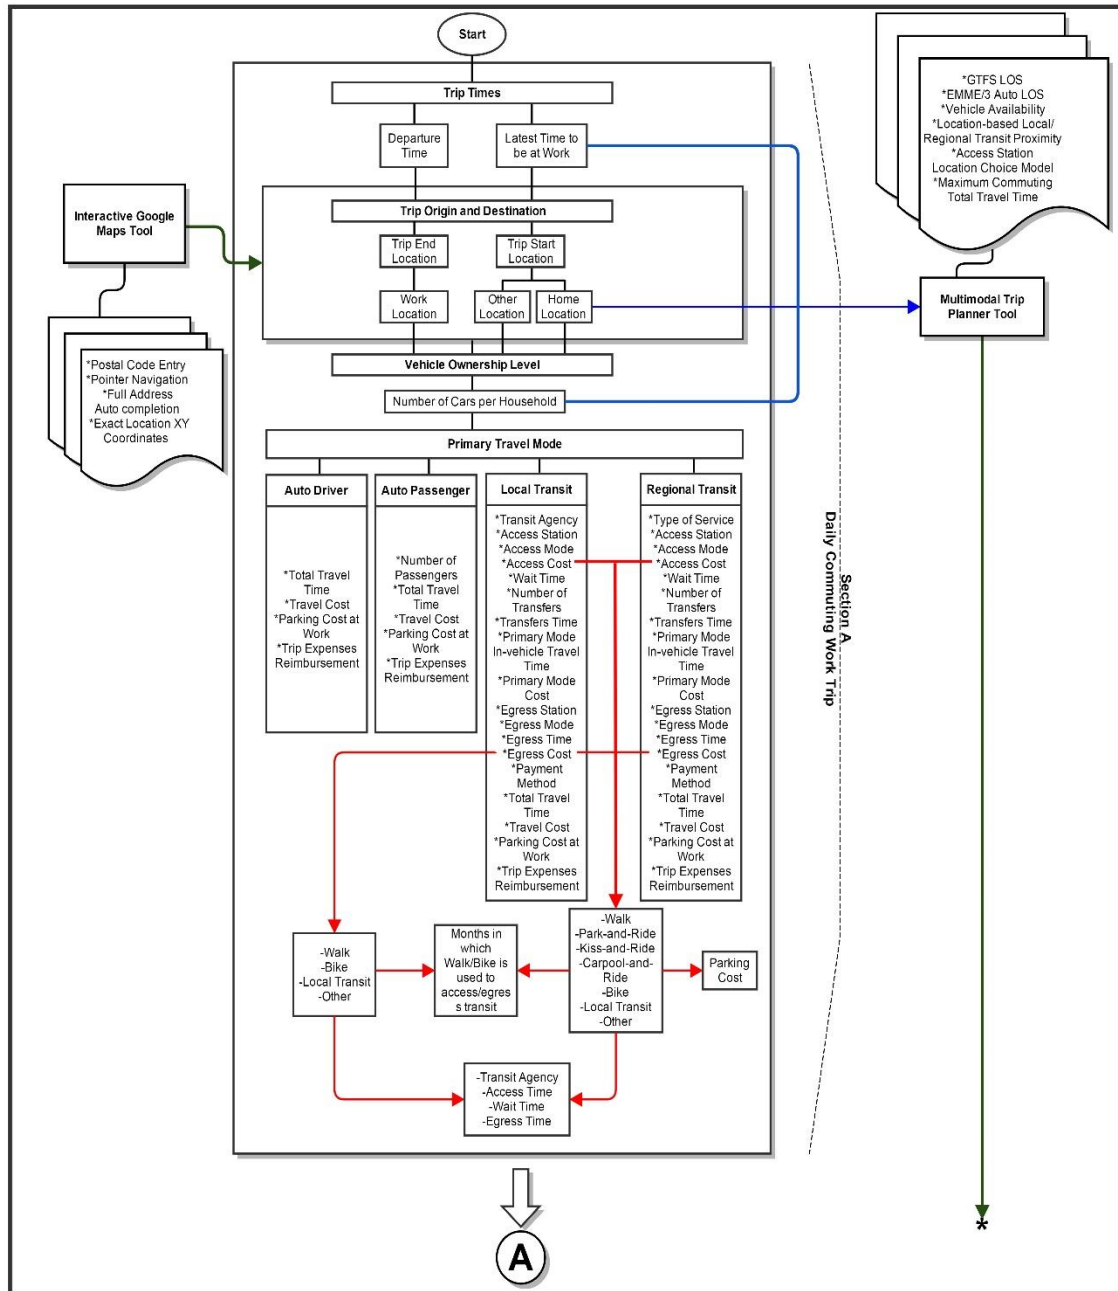 Start
Trip Times
Departure
Time
Latest Time to
be at Work
Trip Origin and Destination
Trip End
Location
Trip Start
Location
Work
Location
Other
Location
Home
Location
Vehicle Ownership Level
Number of Cars per Household
Primary Travel Mode
Auto Driver
*Total Travel
Time
*Travel Cost
*Parking Cost at
Work
*Trip Expenses
Reimbursement
Auto Passenger
*Number of
Passengers
*Total Travel
Time
*Travel Cost
*Parking Cost at
Work
*Trip Expenses
Reimbursement
Local Transit
*Transit Agency
*Access Station
*Access Mode
*Access Cost
*Wait Time
*Number of
Transfers
*Transfers Time
*Primary Mode
In-vehicle Travel
Time
*Primary Mode
Cost
*Egress Station
*Egress Mode
*Egress Time
*Egress Cost
*Payment
Method
*Total Travel
Time
*Travel Cost
*Parking Cost at
Work
*Trip Expenses
Reimbursement
Regional Transit
*Type of Service
*Access Station
*Access Mode
*Access Cost
*Wait Time
*Number of
Transfers
*Transfers Time
*Primary Mode
In-vehicle Travel
Time
*Primary Mode
Cost
*Egress Station
*Egress Mode
*Egress Time
*Egress Cost
*Payment
Method
*Total Travel
Time
*Travel Cost
*Parking Cost at
Work
*Trip Expenses
Reimbursement
-Walk
-Bike
-Local Transit
-Other
Months in
which
Walk/Bike is
used to
access/egres
s transit
-Walk
-Park-and-Ride
-Kiss-and-Ride
-Carpool-and-
Ride
-Bike
-Local Transit
-Other
Parking
Cost
-Transit Agency
-Access Time
-Wait Time
-Egress Time
A
Interactive Google
Maps Tool
*Postal Code Entry
*Pointer Navigation
*Full Address
Auto completion
*Exact Location XY
Coordinates
Section A
Daily Commuting Work Trip
*GTFS LOS
*EMME/3 Auto LOS
*Vehicle Availability
*Location-based Local/
Regional Transit Proximity
*Access Station
Location Choice Model
*Maximum Commuting
Total Travel Time
Multimodal Trip
Planner Tool
*